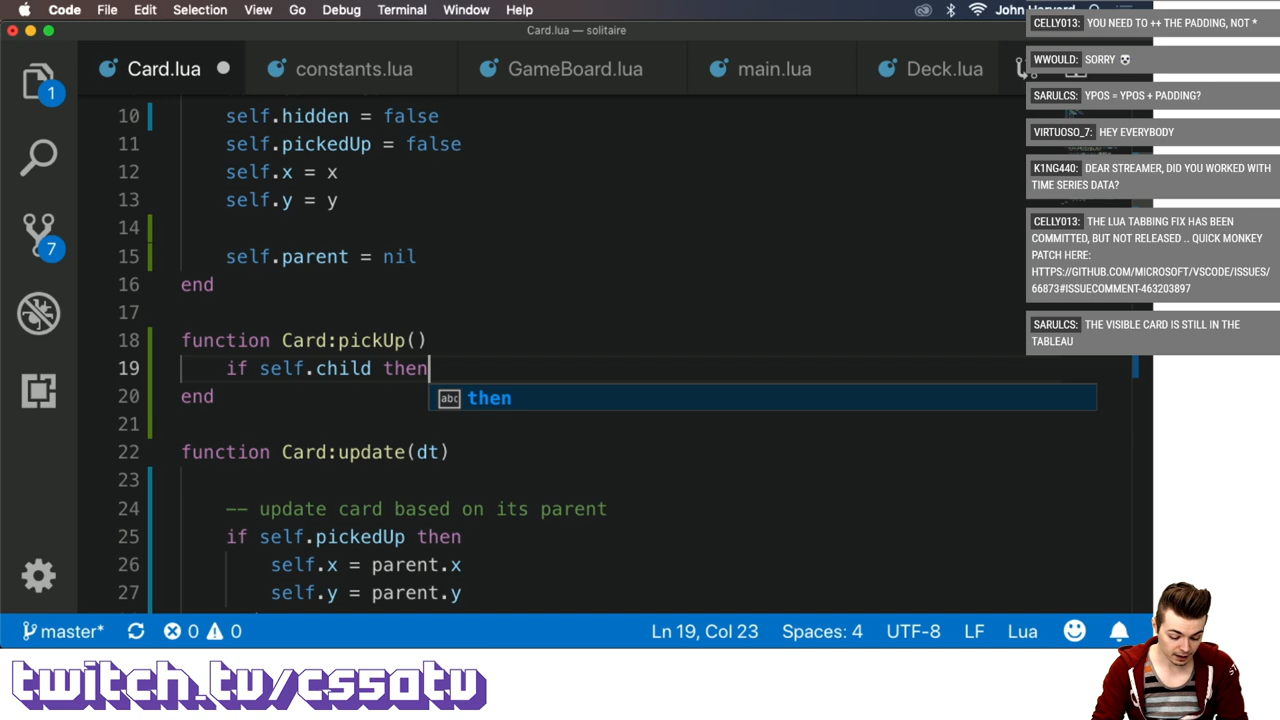 Code File Edit Selection View Go Debug Terminal Window Help John Harvard
Card.lua — solitaire
Card.lua constants.lua GameBoard.lua main.lua Deck.lua
10 self.hidden = false
11 self.pickedUp = false
12 self.x = x
13 self.y = y
14
15 self.parent = nil
16 end
17
18 function Card:pickUp()
19 if self.child then
20 end
abc then
21
22 function Card:update(dt)
23
24 -- update card based on its parent
25 if self.pickedUp then
26 self.x = parent.x
27 self.y = parent.y
1
7
master* 0 0 Ln 19, Col 23 Spaces: 4 UTF-8 LF Lua
twitch.tv/cs50tv
CELLY013: YOU NEED TO ++ THE PADDING, NOT *
WWOULD: SORRY
SARULCS: YPOS = YPOS + PADDING?
VIRTUOSO_7: HEY EVERYBODY
K1NG440: DEAR STREAMER, DID YOU WORKED WITH
TIME SERIES DATA?
CELLY013: THE LUA TABBING FIX HAS BEEN
COMMITTED, BUT NOT RELEASED .. QUICK MONKEY
PATCH HERE:
HTTPS://GITHUB.COM/MICROSOFT/VSCODE/ISSUES/
66873#ISSUECOMMENT-463203897
SARULCS: THE VISIBLE CARD IS STILL IN THE
TABLEAU